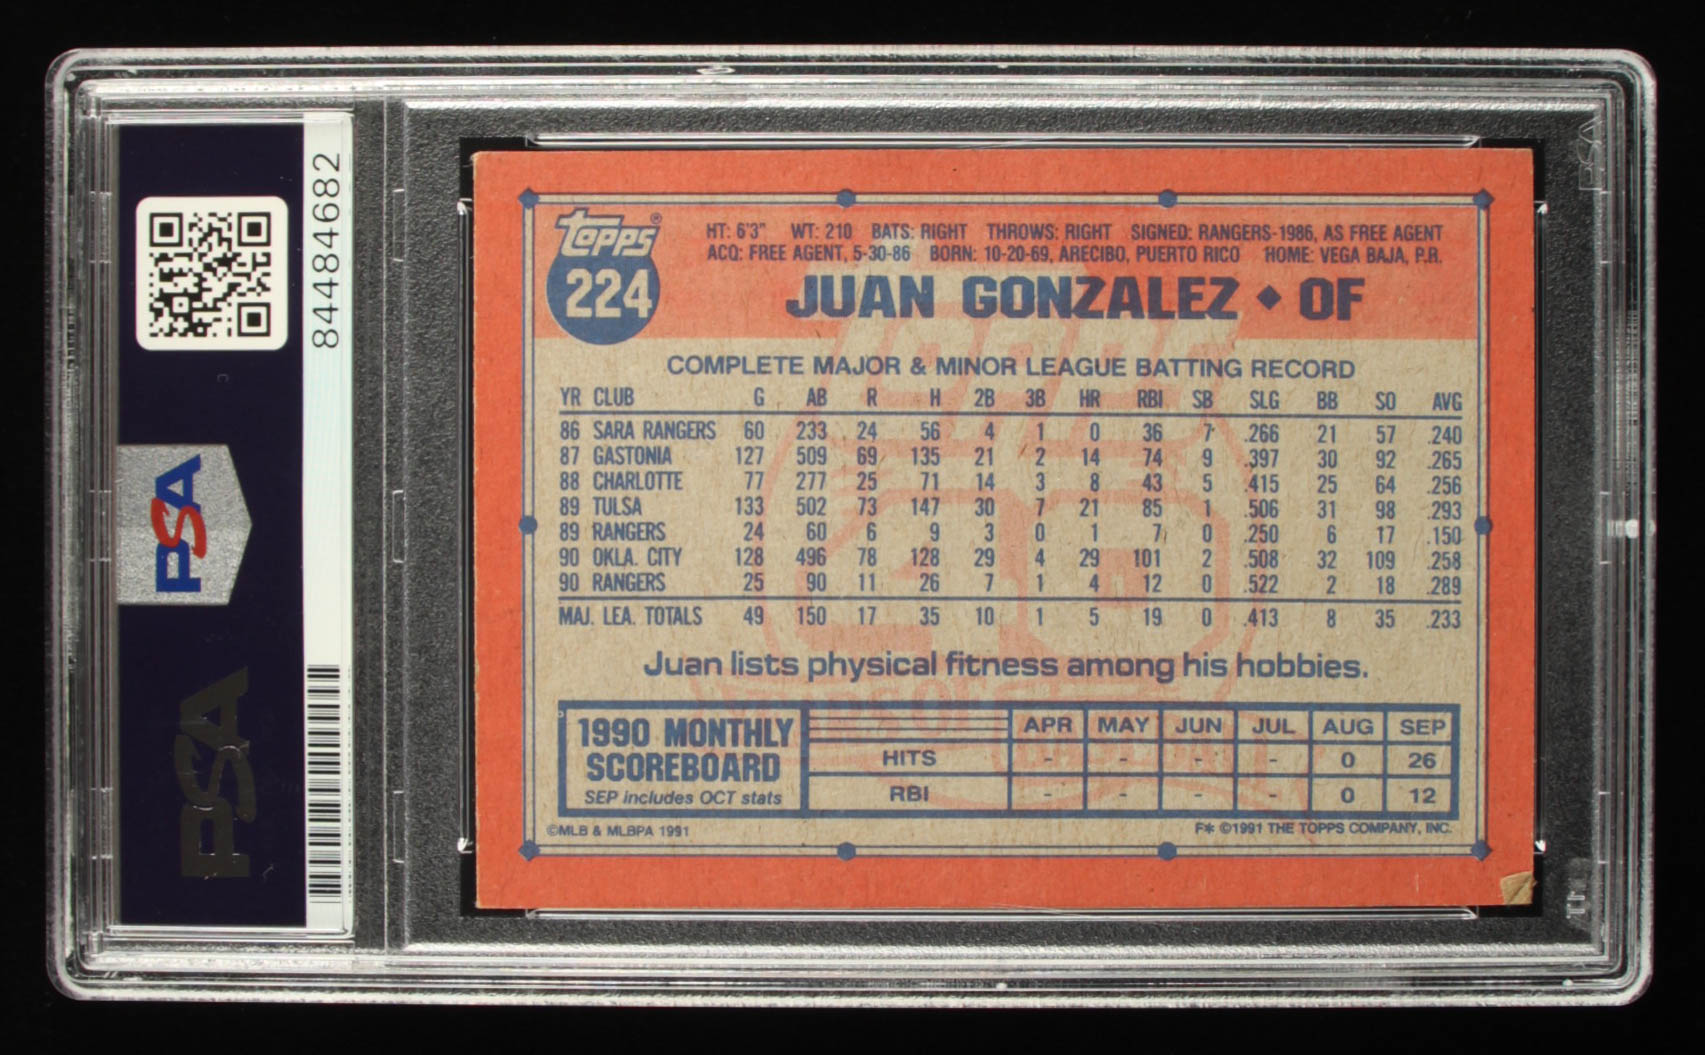 84484682
PSA
PSA
PSA
topps®
224
HT: 6'3" WT: 210 BATS: RIGHT THROWS: RIGHT SIGNED: RANGERS-1986, AS FREE AGENT
ACQ: FREE AGENT, 5-30-86 BORN: 10-20-69, ARECIBO, PUERTO RICO HOME: VEGA BAJA, P.R.
JUAN GONZALEZ ◆ OF
COMPLETE MAJOR & MINOR LEAGUE BATTING RECORD
YR CLUB G AB R H 2B 3B HR RBI SB SLG BB SO AVG
86 SARA RANGERS 60 233 24 56 4 1 0 36 7 .266 21 57 .240
87 GASTONIA 127 509 69 135 21 2 14 74 9 .397 30 92 .265
88 CHARLOTTE 77 277 25 71 14 3 8 43 5 .415 25 64 .256
89 TULSA 133 502 73 147 30 7 21 85 1 .506 31 98 .293
89 RANGERS 24 60 6 9 3 0 1 7 0 .250 6 17 .150
90 OKLA. CITY 128 496 78 128 29 4 29 101 2 .508 32 109 .258
90 RANGERS 25 90 11 26 7 1 4 12 0 .522 2 18 .289
MAJ. LEA. TOTALS 49 150 17 35 10 1 5 19 0 .413 8 35 .233
Juan lists physical fitness among his hobbies.
1990 MONTHLY
SCOREBOARD
SEP includes OCT stats
APR MAY JUN JUL AUG SEP
HITS - - - - 0 26
RBI - - - - 0 12
©MLB & MLBPA 1991
F* ©1991 THE TOPPS COMPANY, INC.